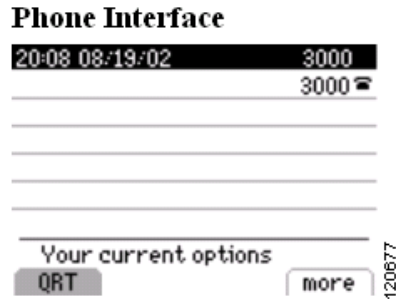 Phone Interface
20:08 08/19/02 3000
3000
Your current options
QRT more
120677